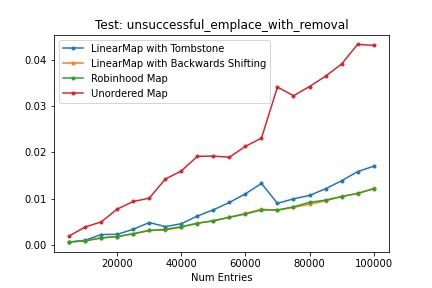 Test: unsuccessful_emplace_with_removal
LinearMap with Tombstone
LinearMap with Backwards Shifting
Robinhood Map
Unordered Map
0.04
0.03
0.02
0.01
0.00
20000 40000 60000 80000 100000
Num Entries